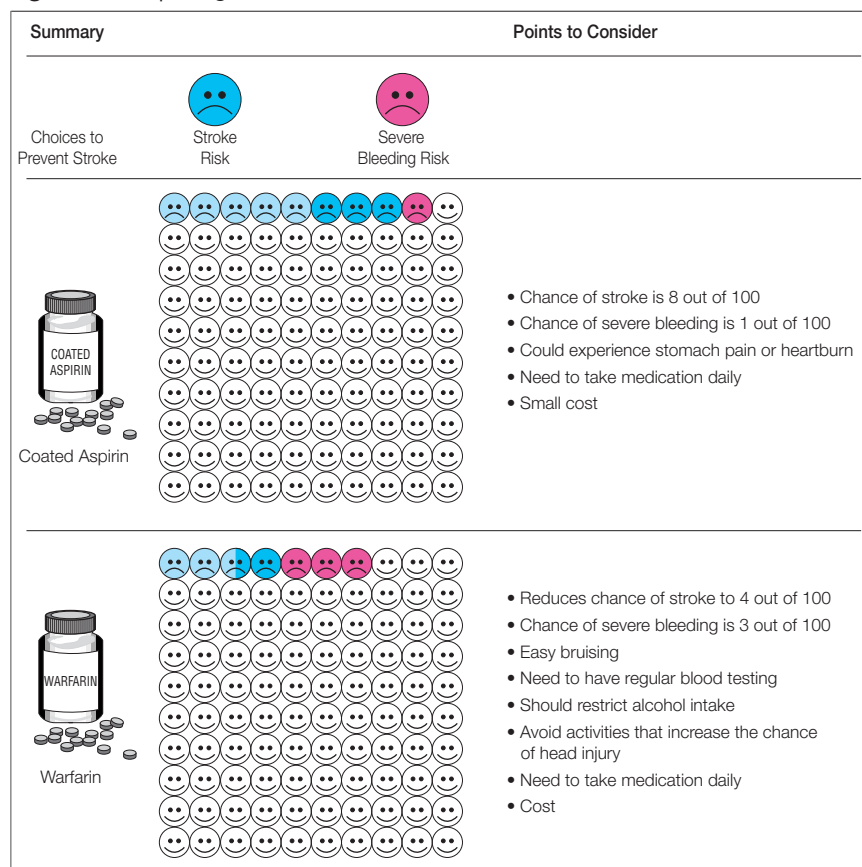 Summary
Points to Consider
Choices to
Prevent Stroke
Stroke
Risk
Severe
Bleeding Risk
COATED
ASPIRIN
Coated Aspirin
• Chance of stroke is 8 out of 100
• Chance of severe bleeding is 1 out of 100
• Could experience stomach pain or heartburn
• Need to take medication daily
• Small cost
WARFARIN
Warfarin
• Reduces chance of stroke to 4 out of 100
• Chance of severe bleeding is 3 out of 100
• Easy bruising
• Need to have regular blood testing
• Should restrict alcohol intake
• Avoid activities that increase the chance
of head injury
• Need to take medication daily
• Cost